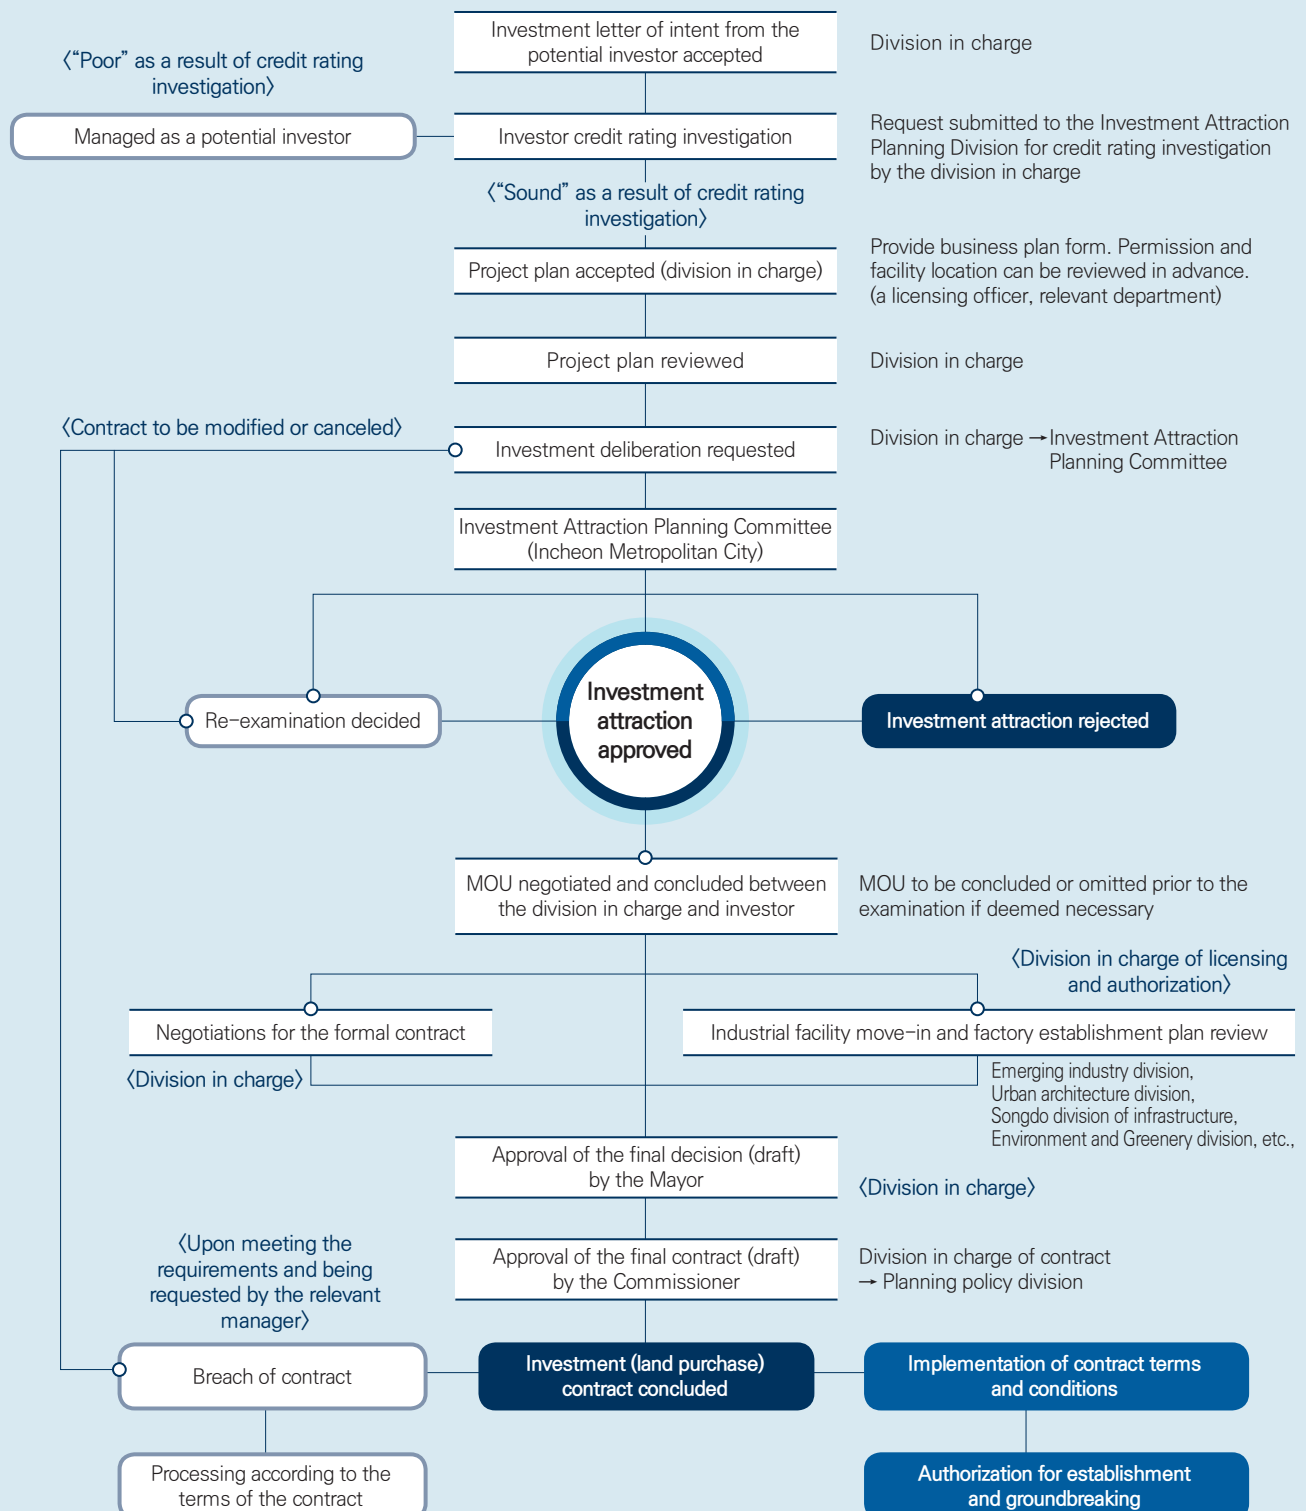 Investment letter of intent from the
potential investor accepted
Division in charge
〈“Poor” as a result of credit rating
investigation〉
Managed as a potential investor
Investor credit rating investigation
Request submitted to the Investment Attraction
Planning Division for credit rating investigation
by the division in charge
〈“Sound” as a result of credit rating
investigation〉
Project plan accepted (division in charge)
Provide business plan form. Permission and
facility location can be reviewed in advance.
(a licensing officer, relevant department)
Project plan reviewed
Division in charge
〈Contract to be modified or canceled〉
Investment deliberation requested
Division in charge → Investment Attraction
Planning Committee
Investment Attraction Planning Committee
(Incheon Metropolitan City)
Re-examination decided
Investment
attraction
approved
Investment attraction rejected
MOU negotiated and concluded between
the division in charge and investor
MOU to be concluded or omitted prior to the
examination if deemed necessary
〈Division in charge of licensing
and authorization〉
Negotiations for the formal contract
Industrial facility move-in and factory establishment plan review
〈Division in charge〉
Emerging industry division,
Urban architecture division,
Songdo division of infrastructure,
Environment and Greenery division, etc.,
Approval of the final decision (draft)
by the Mayor
〈Division in charge〉
〈Upon meeting the
requirements and being
requested by the relevant
manager〉
Approval of the final contract (draft)
by the Commissioner
Division in charge of contract
→ Planning policy division
Breach of contract
Investment (land purchase)
contract concluded
Implementation of contract terms
and conditions
Processing according to the
terms of the contract
Authorization for establishment
and groundbreaking